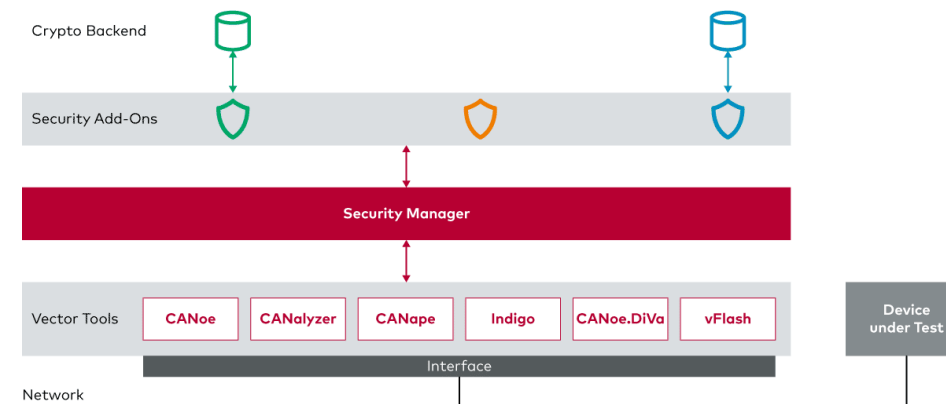 Crypto Backend
Security Add-Ons
Security Manager
Vector Tools
CANoe
CANalyzer
CANape
Indigo
CANoe.DiVa
vFlash
Device
under Test
Interface
Network